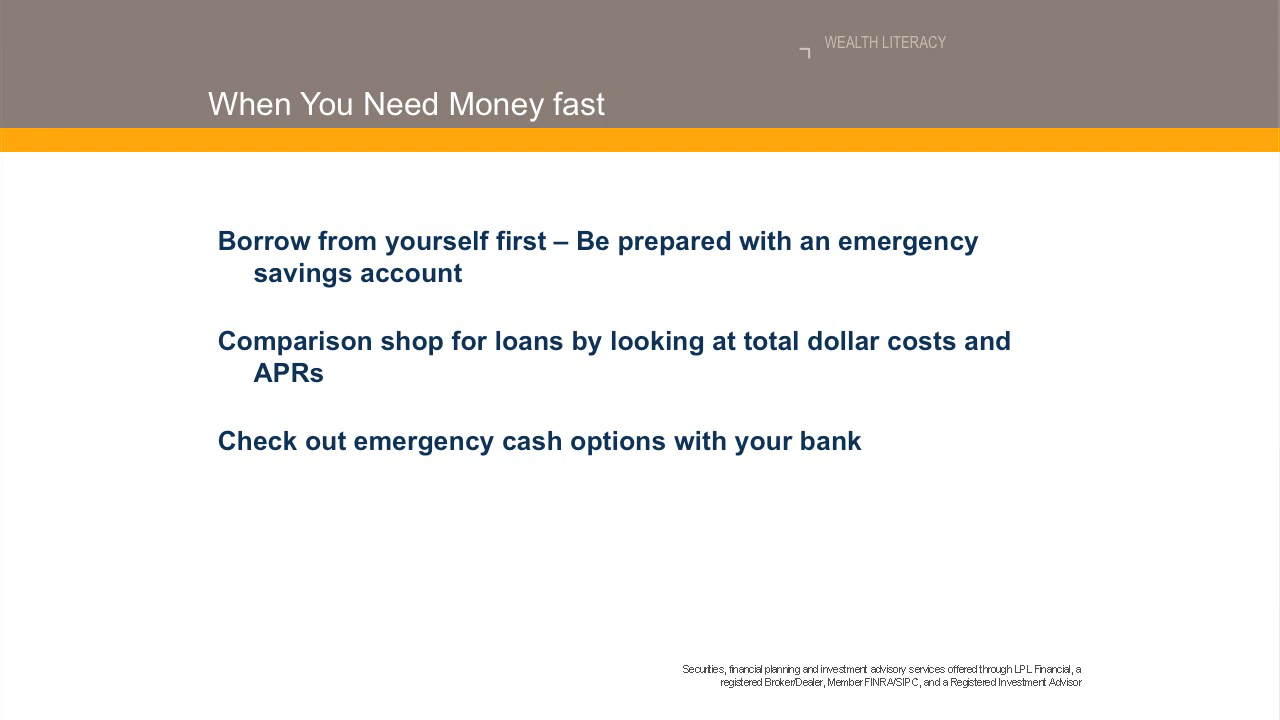 WEALTH LITERACY
When You Need Money fast
Borrow from yourself first – Be prepared with an emergency
savings account
Comparison shop for loans by looking at total dollar costs and
APRs
Check out emergency cash options with your bank
Securities, financial planning and investment advisory services offered through LPL Financial, a
registered Broker/Dealer, Member FINRA/SIPC, and a Registered Investment Advisor